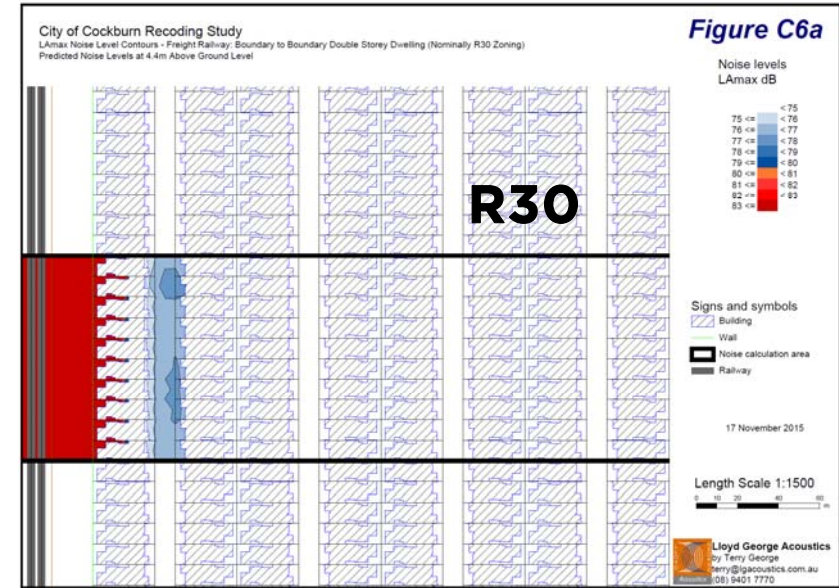 City of Cockburn Recoding Study
LAmax Noise Level Contours - Freight Railway: Boundary to Boundary Double Storey Dwelling (Nominally R30 Zoning)
Predicted Noise Levels at 4.4m Above Ground Level
Figure C6a
Noise levels
LAmax dB
< 75
75 <= < 76
76 <= < 77
77 <= < 78
78 <= < 79
79 <= < 80
80 <= < 81
81 <= < 82
82 <= < 83
83 <=
R30
Signs and symbols
Building
Wall
Noise calculation area
Railway
17 November 2015
Length Scale 1:1500
0 10 20 40 60
m
Lloyd George Acoustics
by Terry George
terry@lgacoustics.com.au
(08) 9401 7770